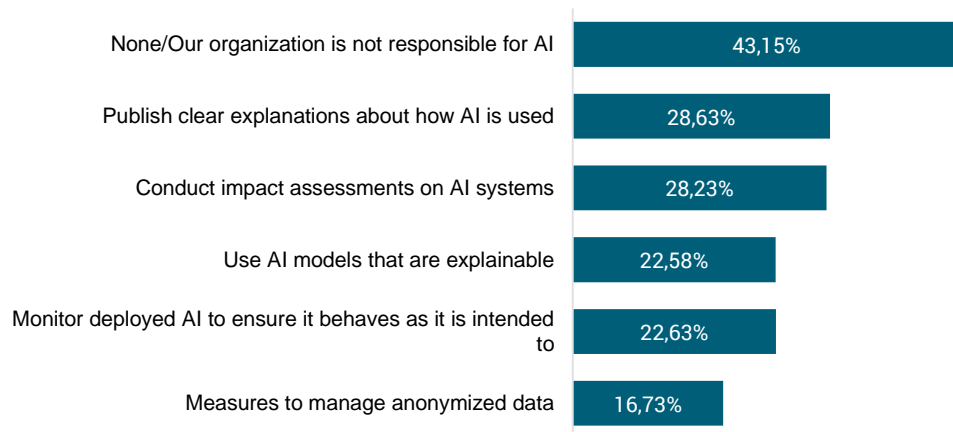 None/Our organization is not responsible for AI
43,15%
Publish clear explanations about how AI is used
28,63%
Conduct impact assessments on AI systems
28,23%
Use AI models that are explainable
22,58%
Monitor deployed AI to ensure it behaves as it is intended
to
22,63%
Measures to manage anonymized data
16,73%